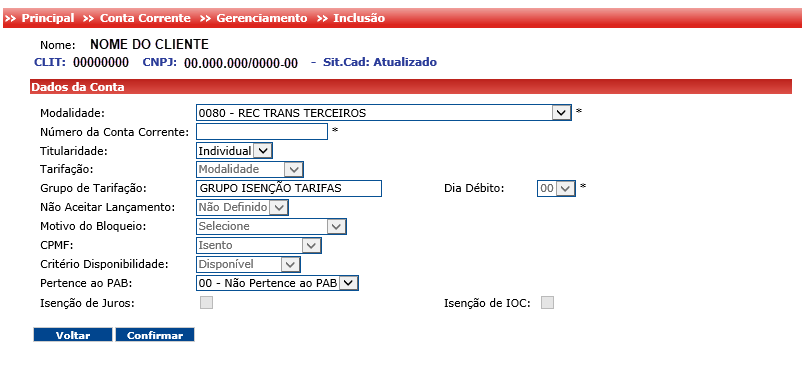 >> Principal >> Conta Corrente >> Gerenciamento >> Inclusão
Nome: NOME DO CLIENTE
CLIT: 00000000 CNPJ: 00.000.000/0000-00 - Sit.Cad: Atualizado
Dados da Conta
Modalidade: 0080 - REC TRANS TERCEIROS *
Número da Conta Corrente: *
Titularidade: Individual
Tarifação: Modalidade
Grupo de Tarifação: GRUPO ISENÇÃO TARIFAS Dia Débito: 00 *
Não Aceitar Lançamento: Não Definido
Motivo do Bloqueio: Selecione
CPMF: Isento
Critério Disponibilidade: Disponível
Pertence ao PAB: 00 - Não Pertence ao PAB
Isenção de Juros: Isenção de IOC:
Voltar Confirmar